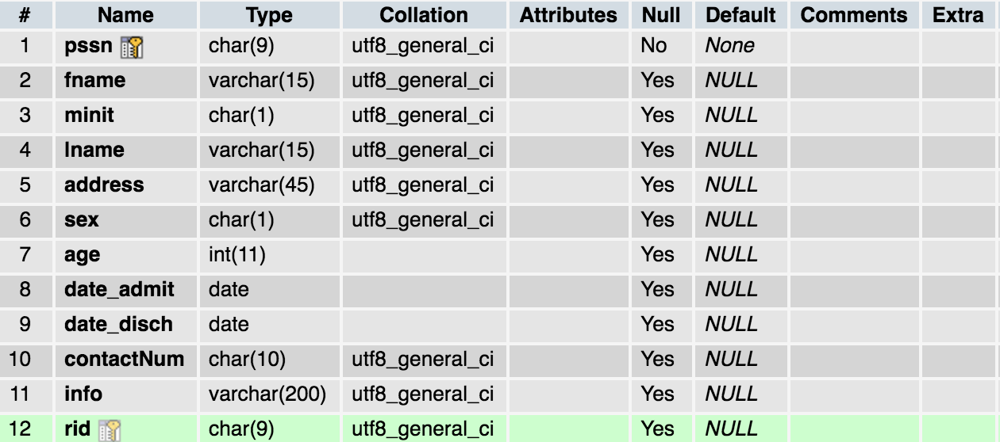 # Name Type Collation Attributes Null Default Comments Extra
1 pssn char(9) utf8_general_ci No None
2 fname varchar(15) utf8_general_ci Yes NULL
3 minit char(1) utf8_general_ci Yes NULL
4 lname varchar(15) utf8_general_ci Yes NULL
5 address varchar(45) utf8_general_ci Yes NULL
6 sex char(1) utf8_general_ci Yes NULL
7 age int(11) Yes NULL
8 date_admit date Yes NULL
9 date_disch date Yes NULL
10 contactNum char(10) utf8_general_ci Yes NULL
11 info varchar(200) utf8_general_ci Yes NULL
12 rid char(9) utf8_general_ci Yes NULL